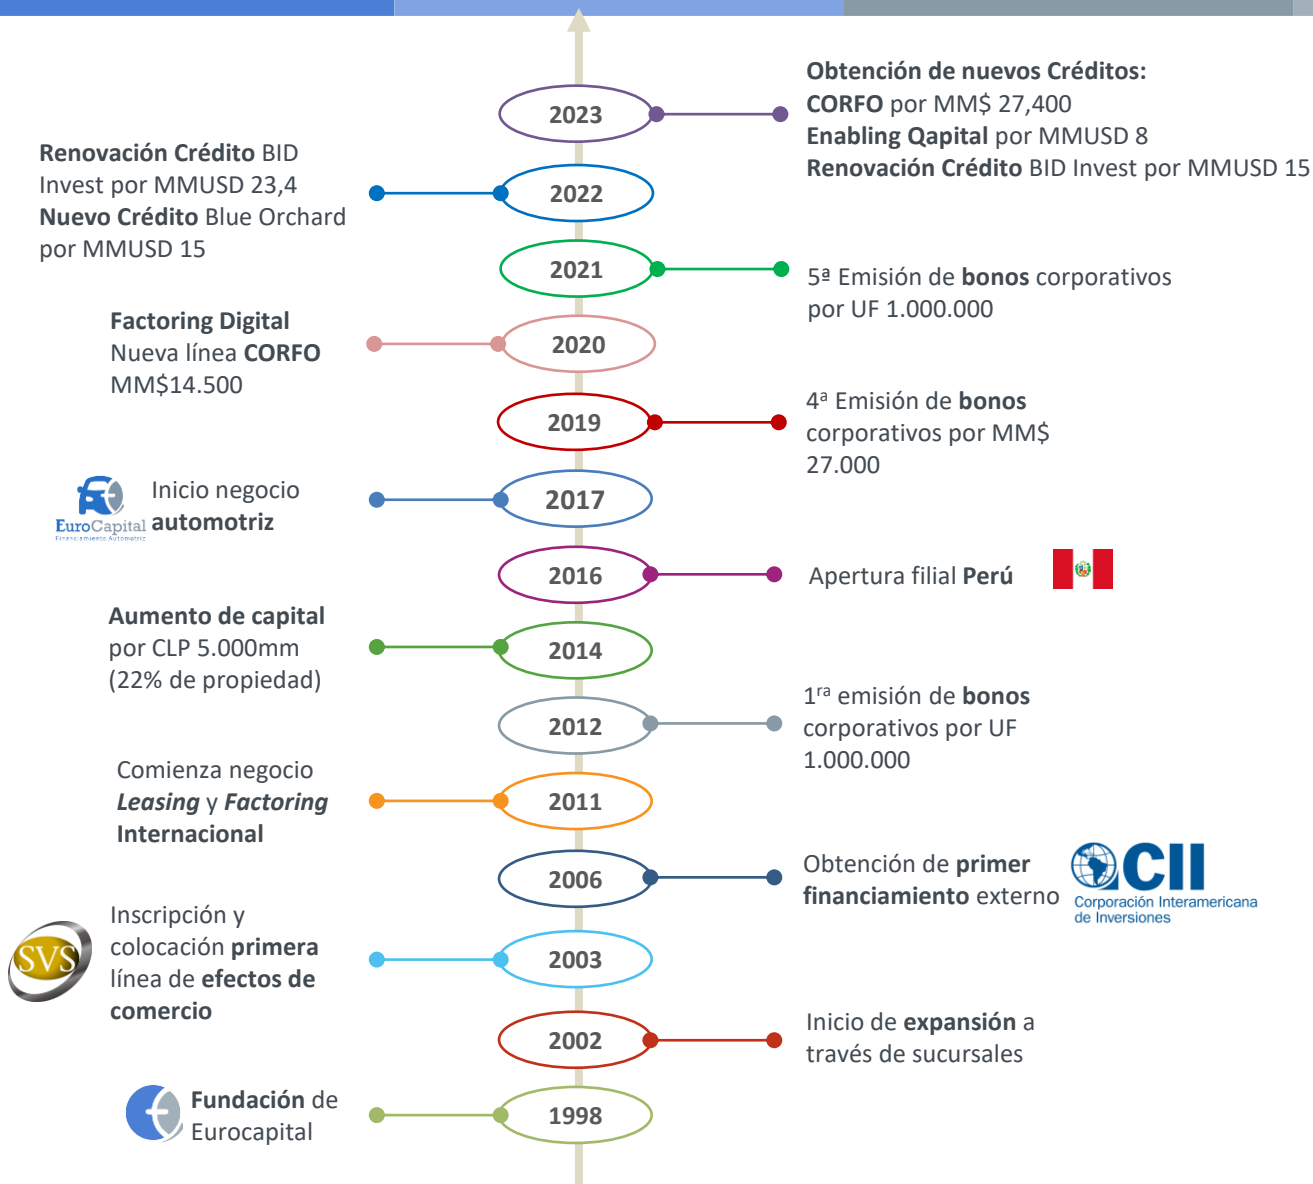 2023
Obtención de nuevos Créditos:
CORFO por MM$ 27,400
Enabling Qapital por MMUSD 8
Renovación Crédito BID Invest por MMUSD 15
Renovación Crédito BID
Invest por MMUSD 23,4
Nuevo Crédito Blue Orchard
por MMUSD 15
2022
2021
5ª Emisión de bonos corporativos
por UF 1.000.000
Factoring Digital
Nueva línea CORFO
MM$14.500
2020
2019
4ª Emisión de bonos
corporativos por MM$
27.000
EuroCapital
Financiamiento Automotriz
Inicio negocio
automotriz
2017
2016
Apertura filial Perú
Aumento de capital
por CLP 5.000mm
(22% de propiedad)
2014
2012
1ra emisión de bonos
corporativos por UF
1.000.000
Comienza negocio
Leasing y Factoring
Internacional
2011
2006
Obtención de primer
financiamiento externo
CII
Corporación Interamericana
de Inversiones
SVS
Inscripción y
colocación primera
línea de efectos de
comercio
2003
2002
Inicio de expansión a
través de sucursales
Fundación de
Eurocapital
1998